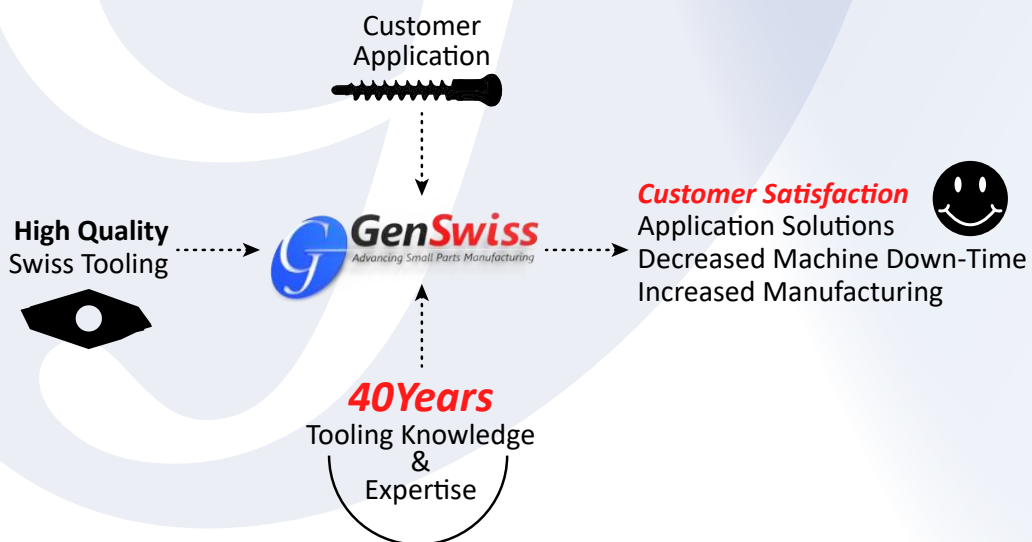 Customer
Application
High Quality
Swiss Tooling
G
GenSwiss
Advancing Small Parts Manufacturing
Customer Satisfaction
Application Solutions
Decreased Machine Down-Time
Increased Manufacturing
40Years
Tooling Knowledge
&
Expertise